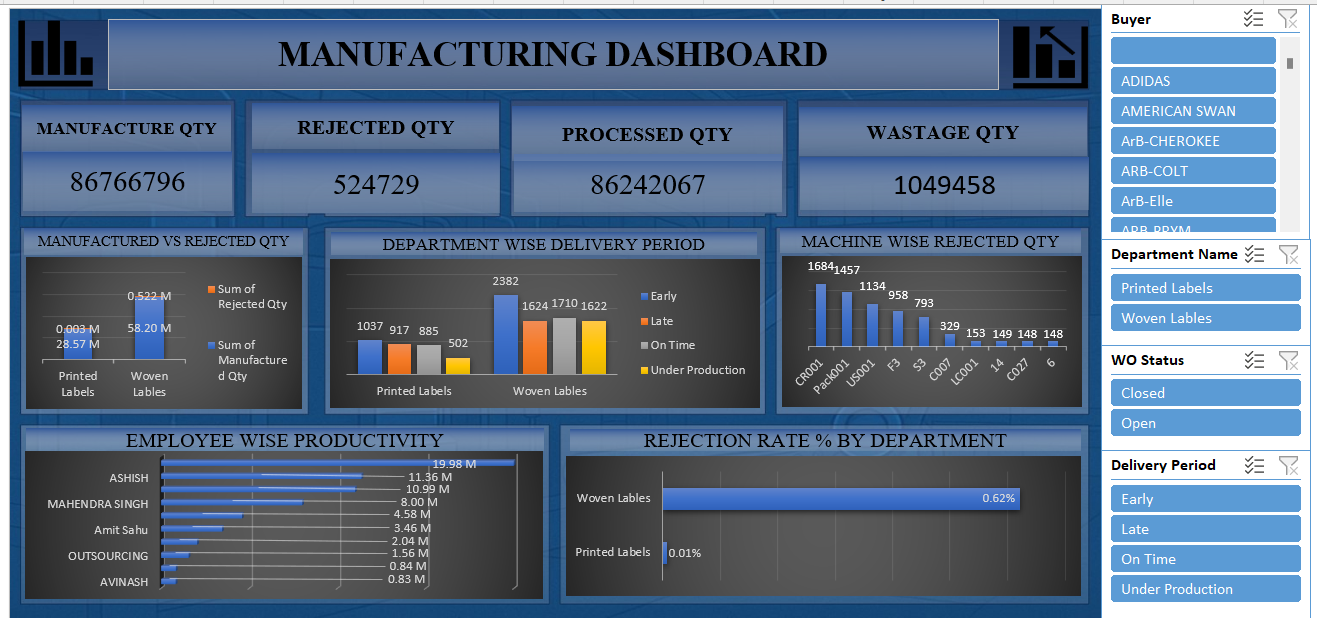 MANUFACTURING DASHBOARD
MANUFACTURE QTY
86766796
REJECTED QTY
524729
PROCESSED QTY
86242067
WASTAGE QTY
1049458
MANUFACTURED VS REJECTED QTY
0.522 M
0.003 M
58.20 M
28.57 M
Printed
Labels
Woven
Lables
Sum of
Rejected Qty
Sum of
Manufacture
d Qty
DEPARTMENT WISE DELIVERY PERIOD
1037
917
885
502
2382
1624
1710
1622
Printed Labels
Woven Lables
Early
Late
On Time
Under Production
MACHINE WISE REJECTED QTY
1684
1457
1134
958
793
329
153
149
148
148
CR001
Pack001
US001
F3
S3
C007
LC001
14
C027
6
EMPLOYEE WISE PRODUCTIVITY
19.98 M
ASHISH
11.36 M
10.99 M
MAHENDRA SINGH
8.00 M
4.58 M
Amit Sahu
3.46 M
2.04 M
OUTSOURCING
1.56 M
0.84 M
AVINASH
0.83 M
REJECTION RATE % BY DEPARTMENT
Woven Lables
0.62%
Printed Labels
0.01%
Buyer
ADIDAS
AMERICAN SWAN
ArB-CHEROKEE
ARB-COLT
ArB-Elle
ARB-PRYM
Department Name
Printed Labels
Woven Lables
WO Status
Closed
Open
Delivery Period
Early
Late
On Time
Under Production